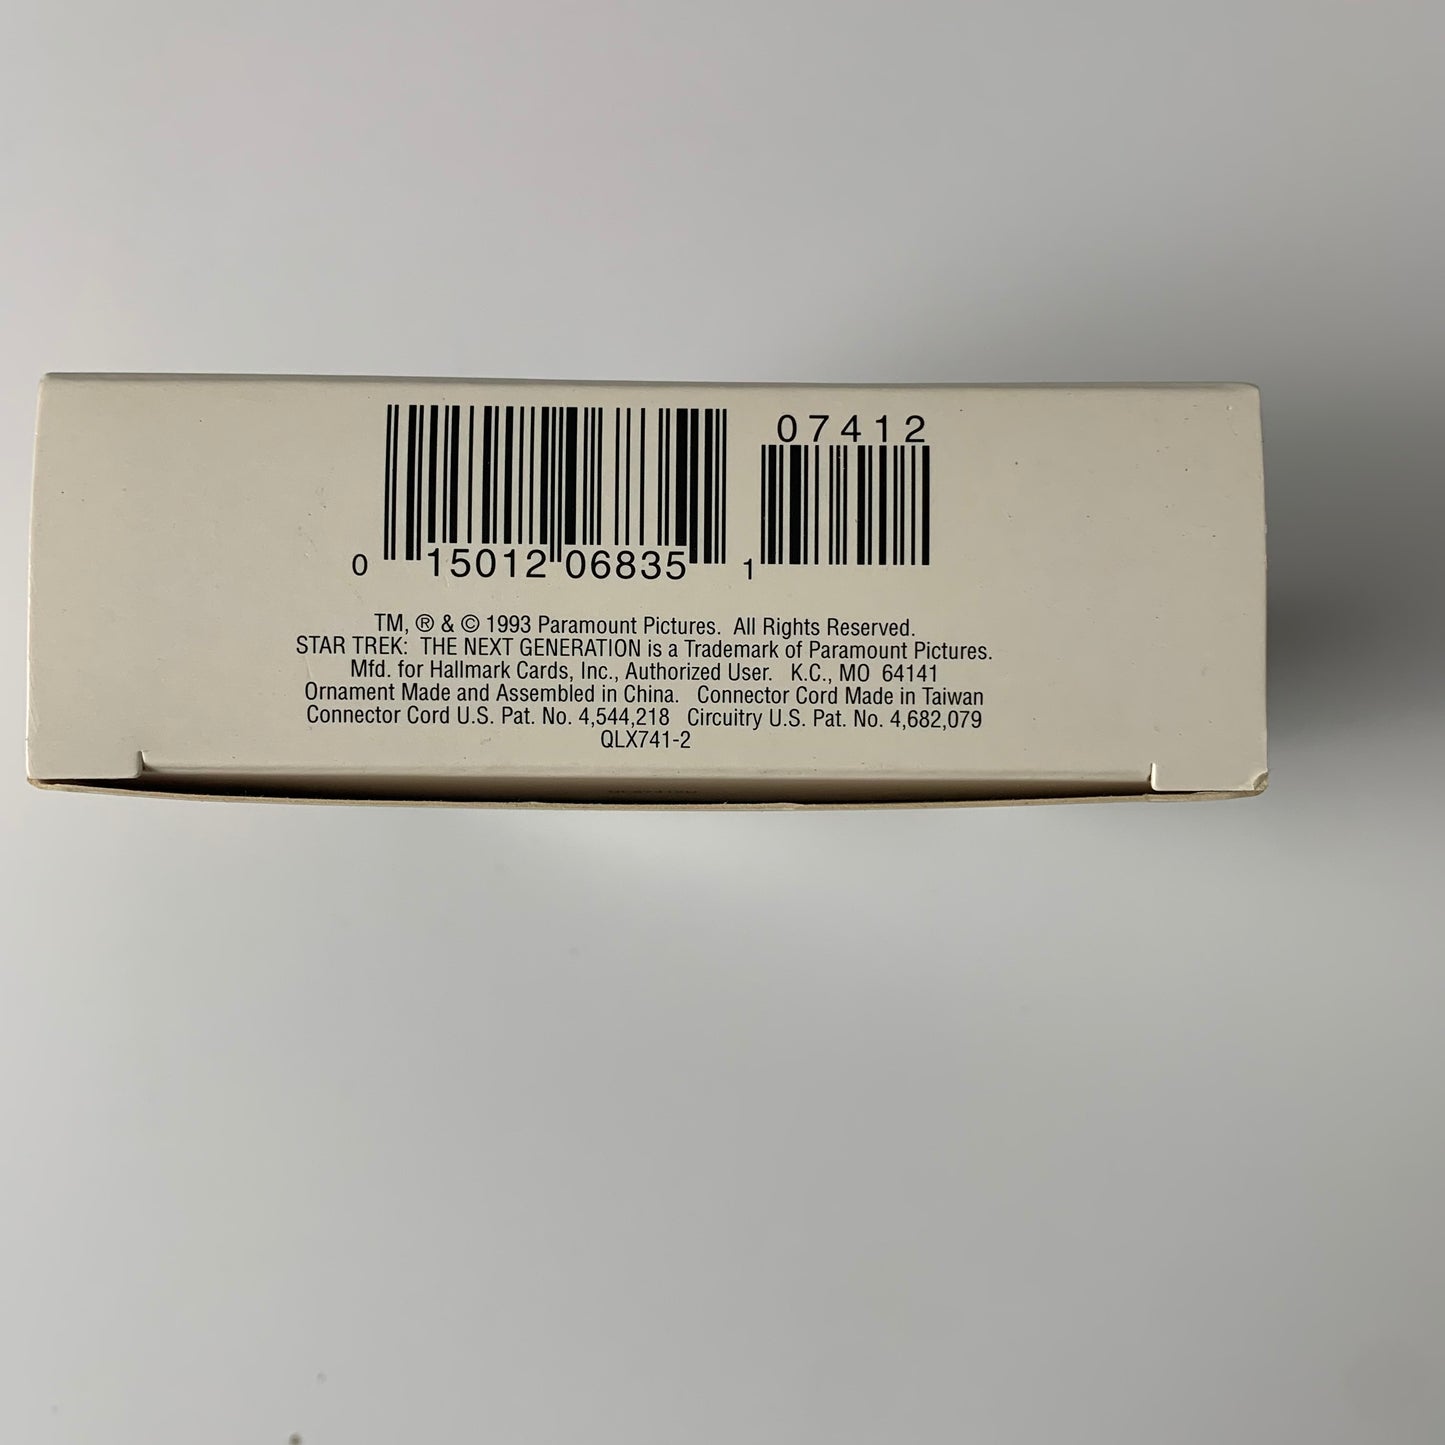 07412
0 15012 06835 1
TM, ® & © 1993 Paramount Pictures. All Rights Reserved.
STAR TREK: THE NEXT GENERATION is a Trademark of Paramount Pictures.
Mfd. for Hallmark Cards, Inc., Authorized User. K.C., MO 64141
Ornament Made and Assembled in China. Connector Cord Made in Taiwan
Connector Cord U.S. Pat. No. 4,544,218 Circuitry U.S. Pat. No. 4,682,079
QLX741-2